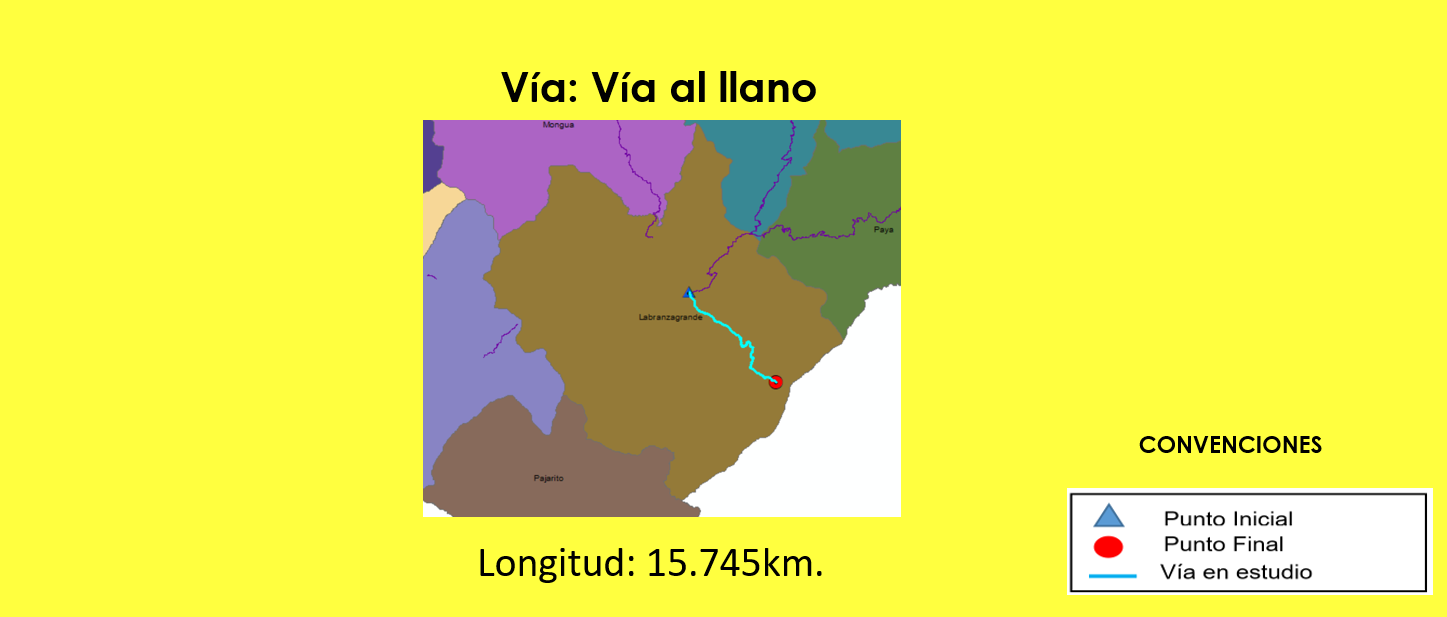 Vía: Vía al llano
Mongua
Paya
Labranzagrande
Pajarito
Longitud: 15.745km.
CONVENCIONES
Punto Inicial
Punto Final
Vía en estudio